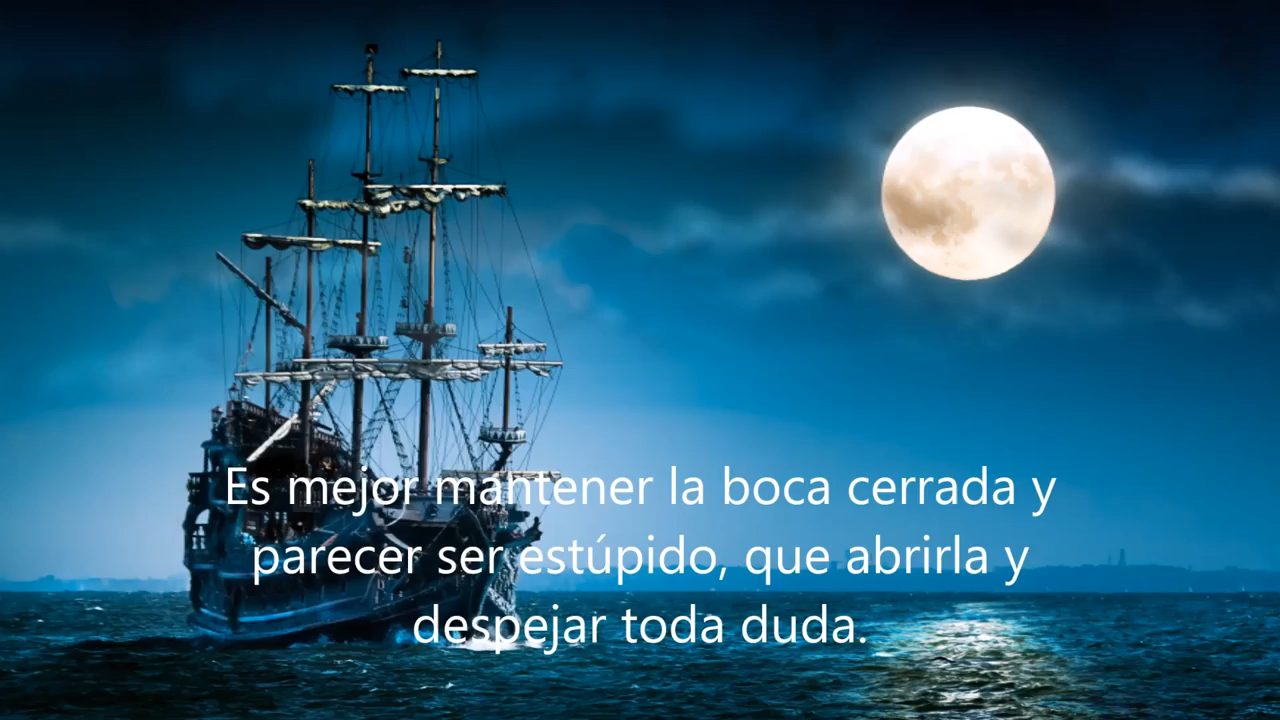 Es mejor mantener la boca cerrada y
parecer ser estúpido, que abrirla y
despejar toda duda.